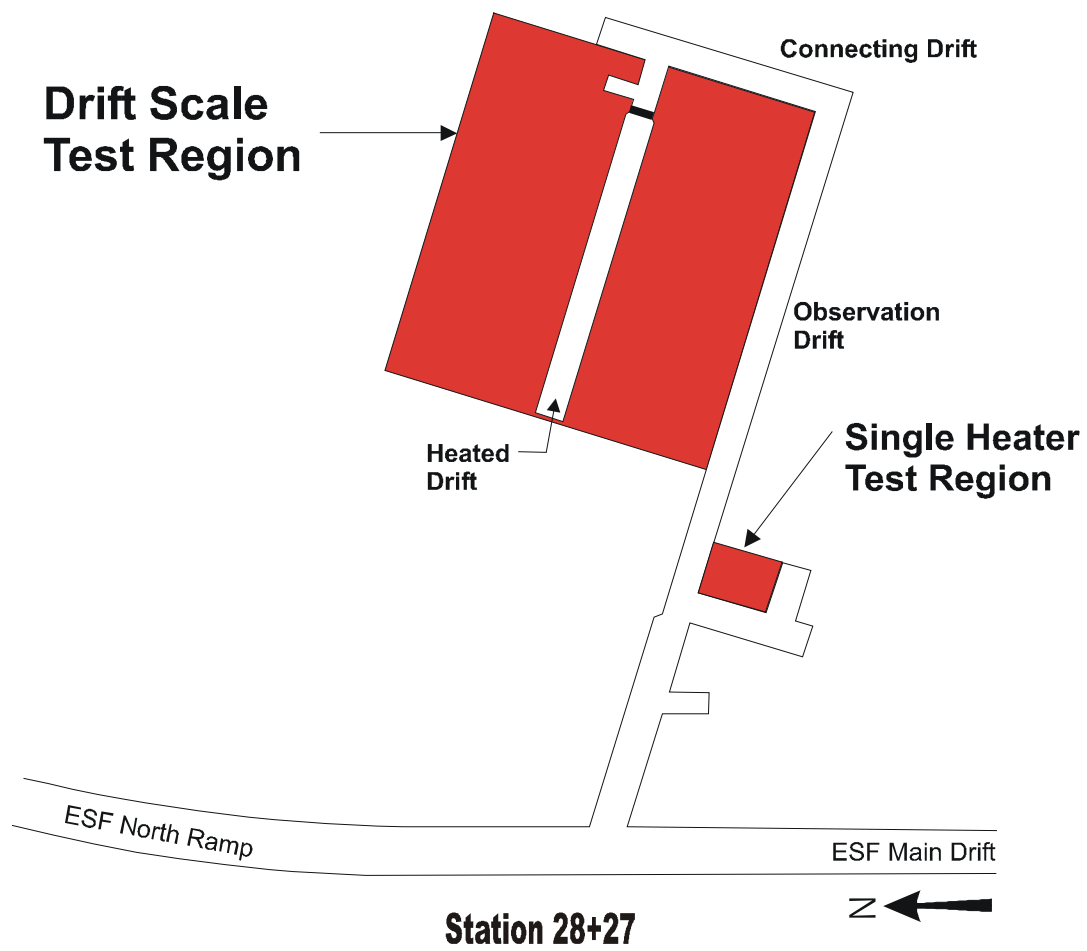 Connecting Drift
Drift Scale
Test Region
Observation
Drift
Single Heater
Test Region
Heated
Drift
ESF North Ramp
ESF Main Drift
N
Station 28+27